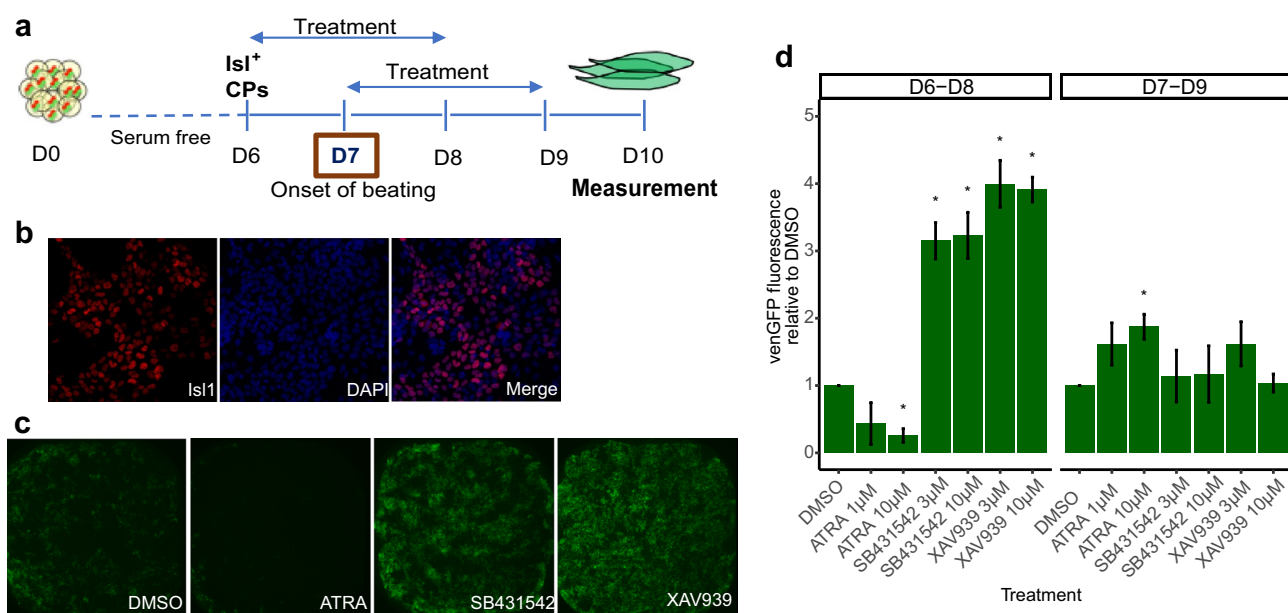 a
Treatment
Isl⁺
CPs
Treatment
Serum free
D0
D6
D7
D8
D9
D10
Onset of beating
Measurement
b
Isl1
DAPI
Merge
c
DMSO
ATRA
SB431542
XAV939
d
D6−D8
D7−D9
venGFP fluorescence
relative to DMSO
5
4
3
2
1
0
DMSO
ATRA 1µM
ATRA 10µM
SB431542 3µM
SB431542 10µM
XAV939 3µM
XAV939 10µM
DMSO
ATRA 1µM
ATRA 10µM
SB431542 3µM
SB431542 10µM
XAV939 3µM
XAV939 10µM
*
*
*
*
*
*
Treatment